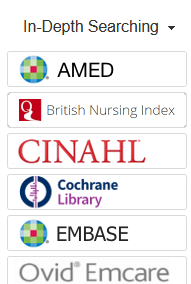 In-Depth Searching
AMED
British Nursing Index
CINAHL
Cochrane
Library
EMBASE
Ovid® Emcare